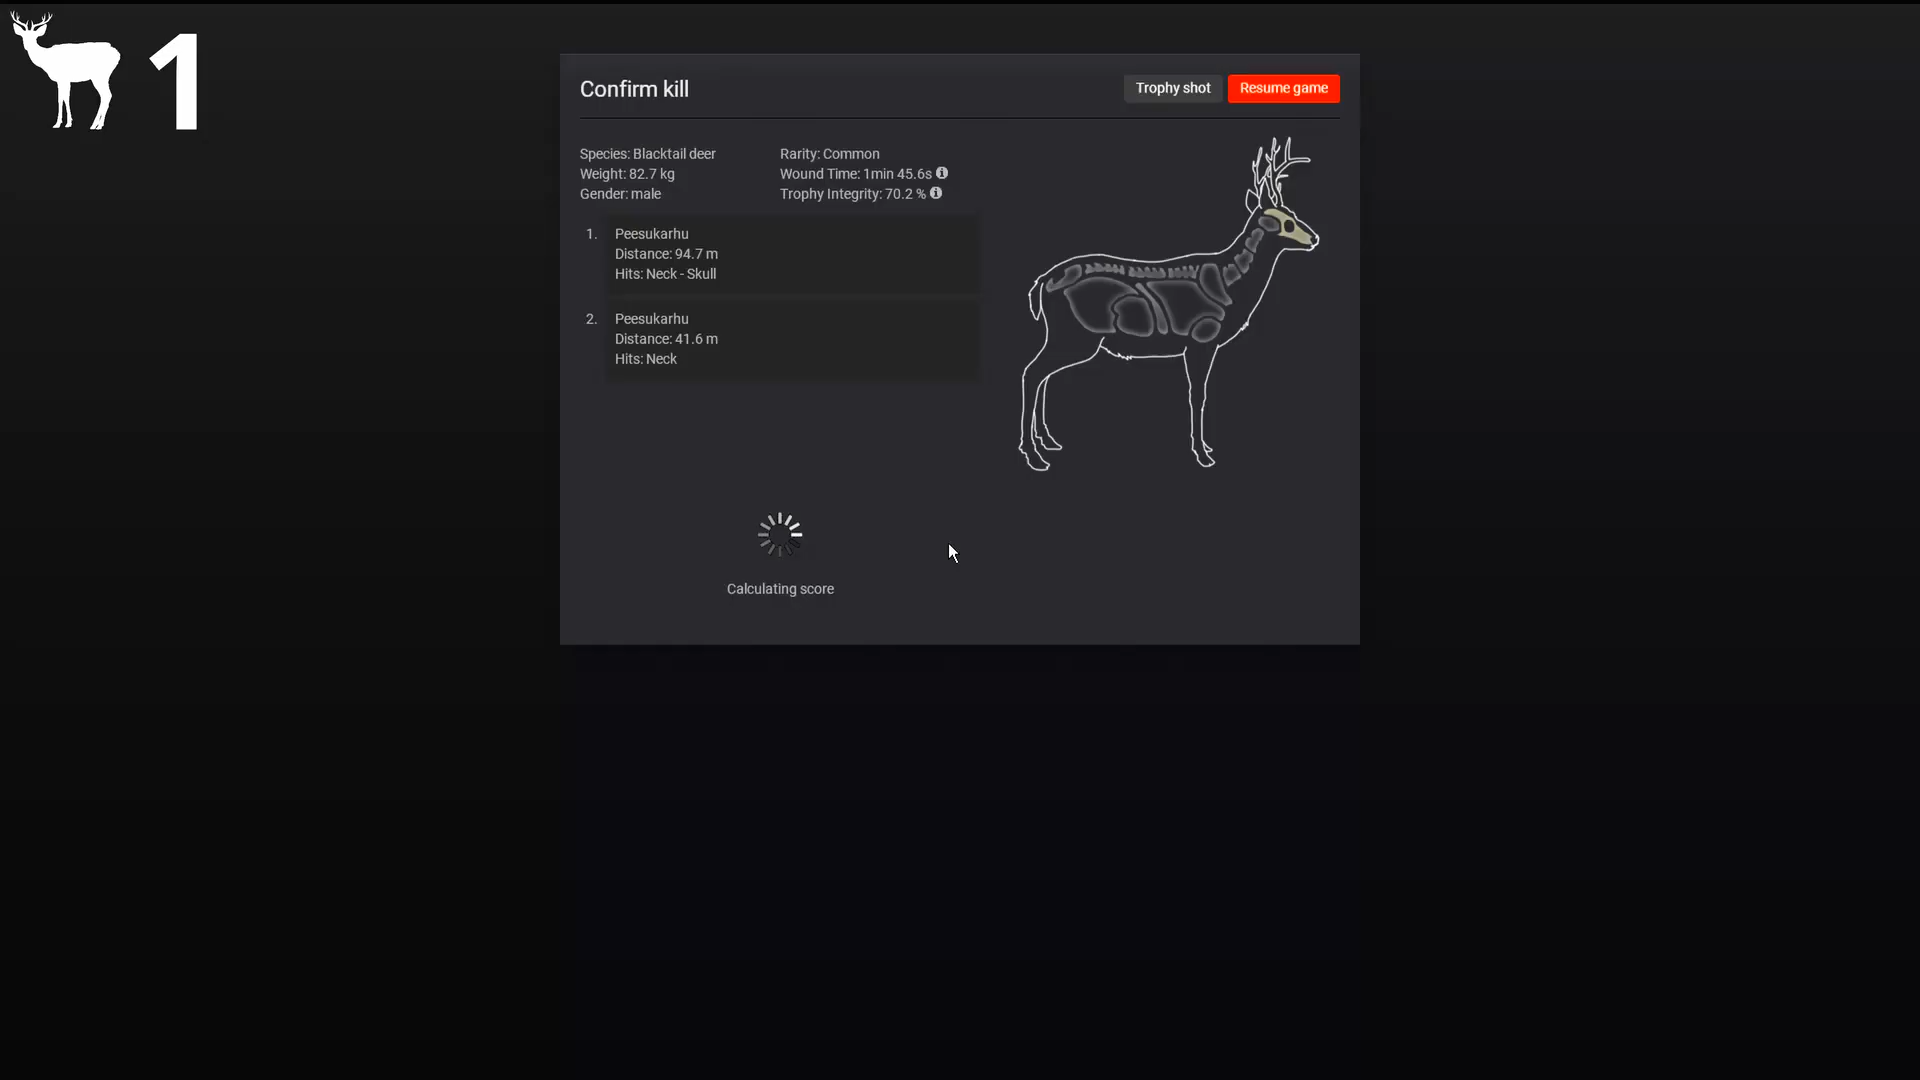 1
Confirm kill
Trophy shot
Resume game
Species: Blacktail deer
Weight: 82.7 kg
Gender: male
Rarity: Common
Wound Time: 1min 45.6s
Trophy Integrity: 70.2 %
1.
Peesukarhu
Distance: 94.7 m
Hits: Neck - Skull
2.
Peesukarhu
Distance: 41.6 m
Hits: Neck
Calculating score